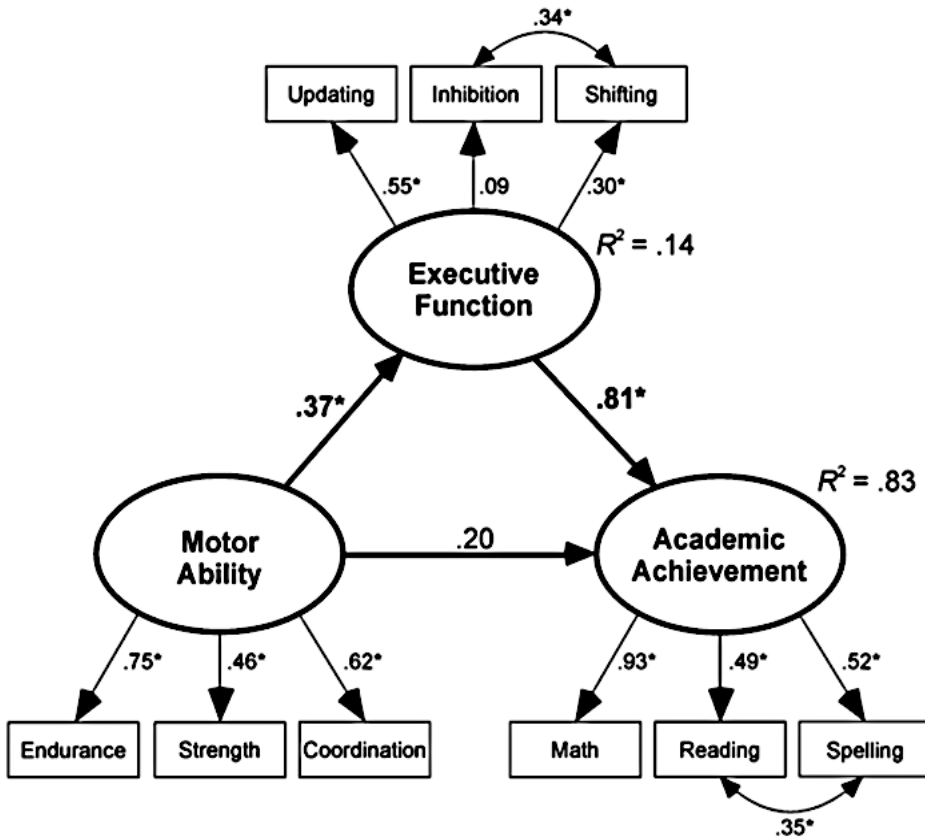 .34*
Updating
Inhibition
Shifting
.55*
.09
.30*
R² = .14
Executive
Function
.37*
.81*
R² = .83
Motor
Ability
.20
Academic
Achievement
.75*
.46*
.62*
.93*
.49*
.52*
Endurance
Strength
Coordination
Math
Reading
Spelling
.35*